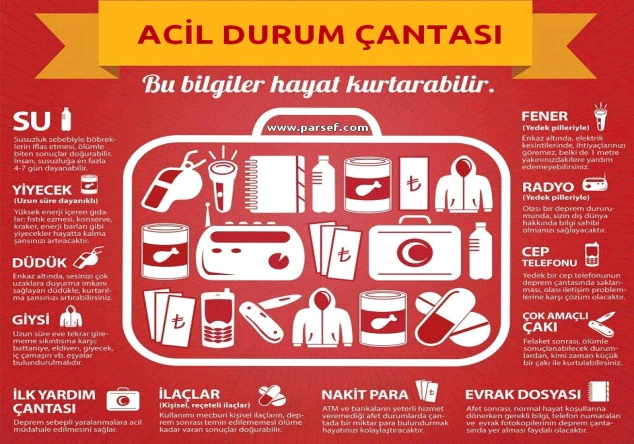 ACİL DURUM ÇANTASI
Bu bilgiler hayat kurtarabilir.
www.parsef.com
SU
Susuzluk sebebiyle böbrek-
lerin iflas etmesi, ölümle
biten sonuçlar doğurabilir.
İnsan, susuzluğa en fazla
4-7 gün dayanabilir.
YİYECEK
(Uzun süre dayanıklı)
Yüksek enerji içeren gıda-
lar; fıstık ezmesi, konserve,
kraker, enerji barları gibi
yiyecekler hayatta kalma
şansınızı artıracaktır.
DÜDÜK
Enkaz altında, sesinizi çok
uzaklara duyurma imkanı
sağlayan düdükle, kurtarıl-
ma şansınızı artırabilirsiniz.
GİYSİ
Uzun süre eve tekrar gire-
meme sıkıntısına karşı;
battaniye, eldiven, giyecek,
iç çamaşırı vb. eşyalar
bulundurulmalıdır.
İLK YARDIM
ÇANTASI
Deprem sebepli yaralanmalara acil
müdahale edilmesini sağlar.
İLAÇLAR
(Kişisel, reçeteli ilaçlar)
Kullanımı mecburi kişisel ilaçların, dep-
rem sonrası temin edilememesi ölüme
kadar varan sonuçlar doğurabilir.
NAKİT PARA
ATM ve bankaların yeterli hizmet
veremediği afet durumlarda çan-
tada bir miktar para bulundurmak
hayatınızı kolaylaştıracaktır.
EVRAK DOSYASI
Afet sonrası, normal hayat koşullarına
dönerken gerekli bilgi, telefon numaraları
ve evrak fotokopilerinin deprem çanta-
sında yer alması faydalı olacaktır.
FENER
(Yedek pilleriyle)
Enkaz altında, elektrik
kesintilerinde, ihtiyaçlarınızı
göremez, belki de 1 metre
yakınınızdakilere yardım
edemeyebilirsiniz.
RADYO
(Yedek pilleriyle)
Olası bir deprem duru-
munda, sizin dış dünya
hakkında bilgi sahibi
olmanızı sağlayacaktır.
CEP
TELEFONU
Yedek bir cep telefonunun
deprem çantasında saklan-
ması, olası iletişim problem-
lerine karşı çözüm olacaktır.
ÇOK AMAÇLI
ÇAKI
Felaket sonrası, ölümle
sonuçlanabilecek durum-
lardan, kimi zaman küçük
bir çakı ile kurtulabilirsiniz.